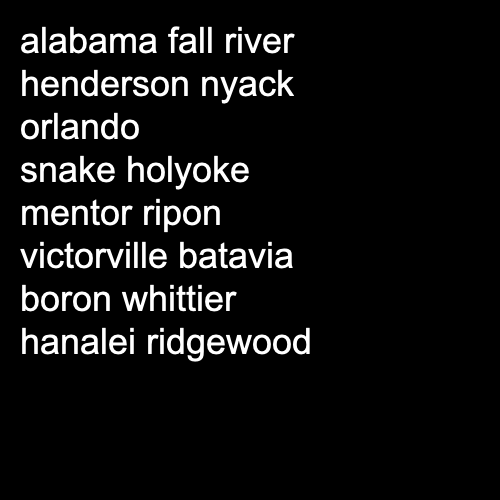 alabama fall river
henderson nyack
orlando
snake holyoke
mentor ripon
victorville batavia
boron whittier
hanalei ridgewood